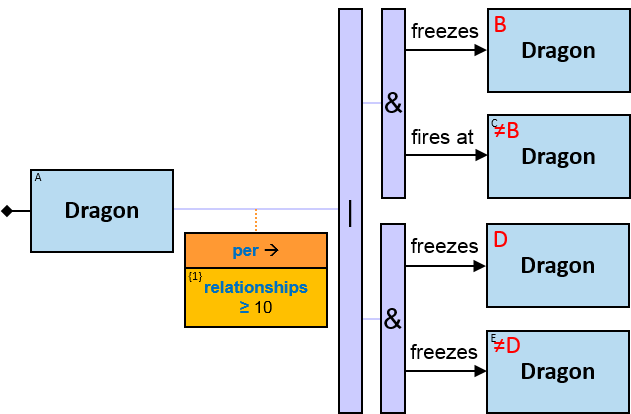 freezes
B
Dragon
&
fires at
C
≠B
Dragon
A
Dragon
|
per →
{1}
relationships
≥ 10
freezes
D
Dragon
&
freezes
E
≠D
Dragon